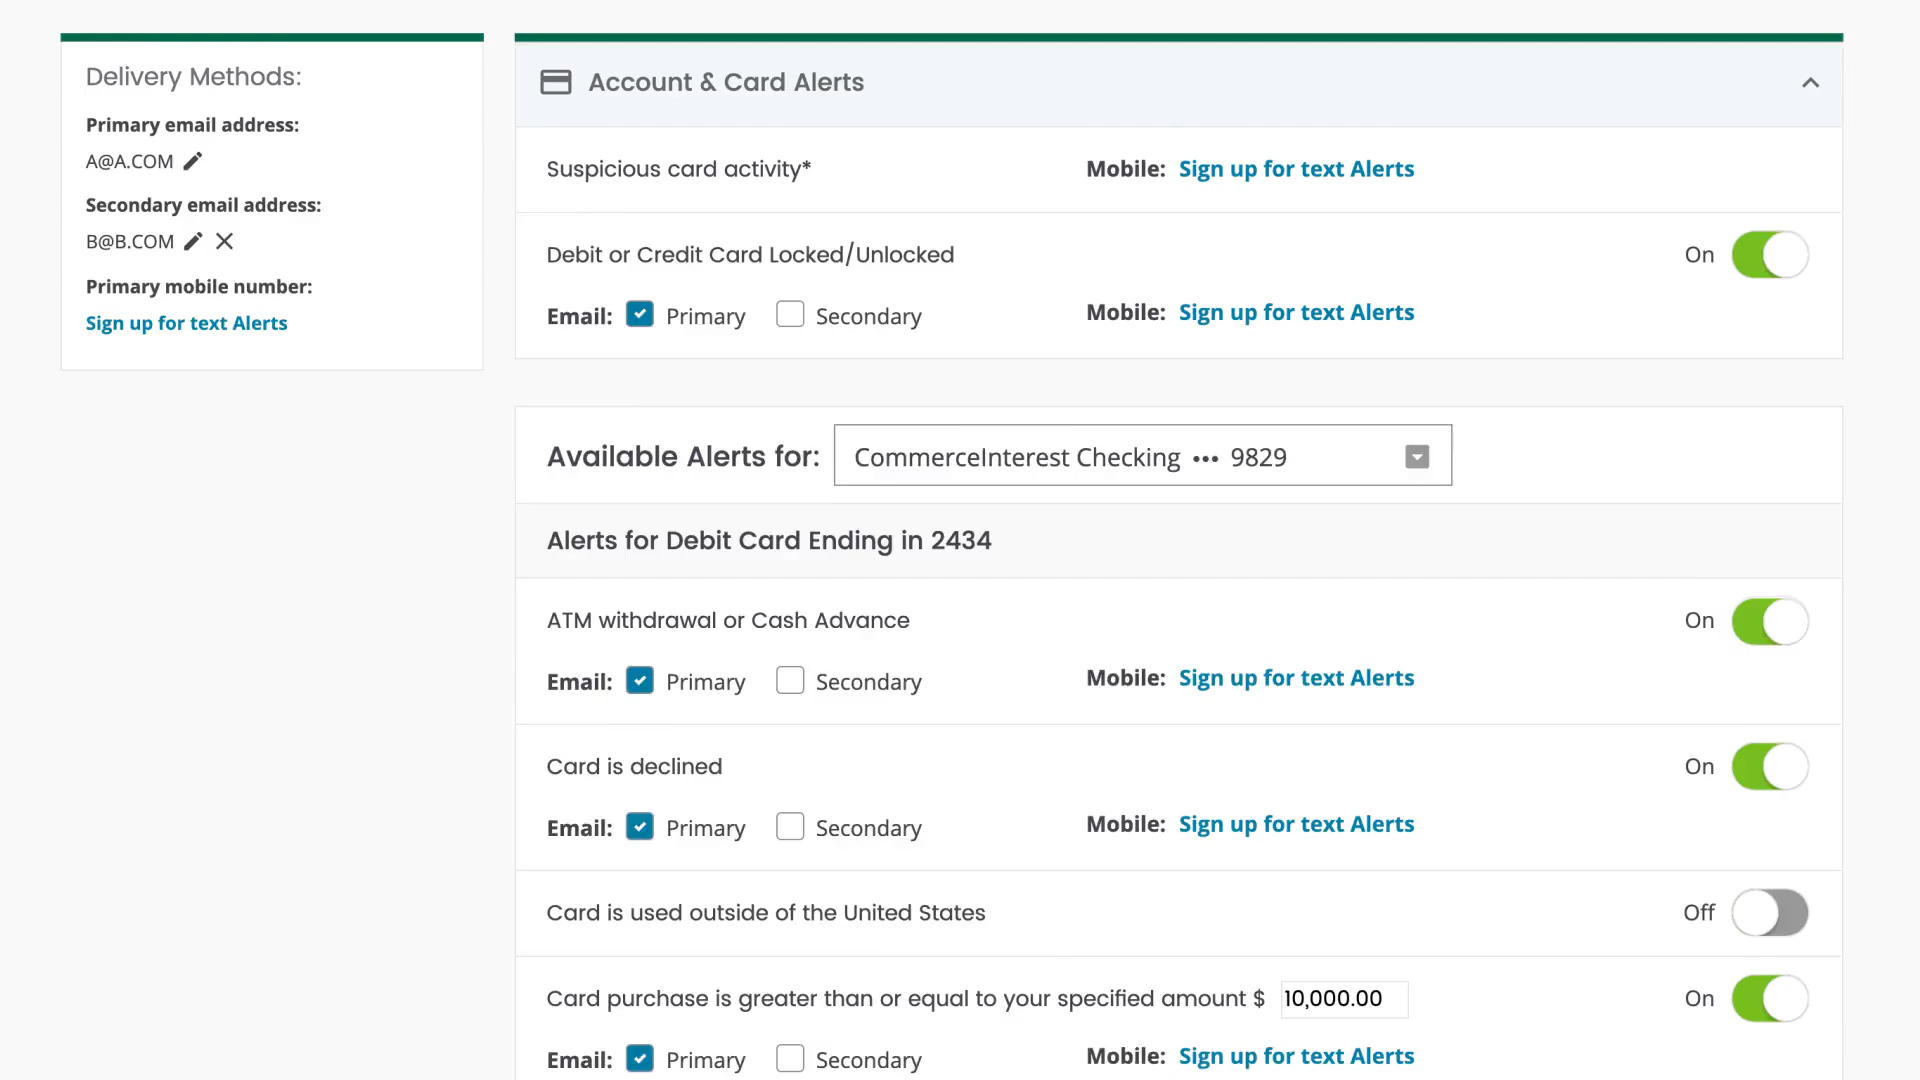 Delivery Methods:
Primary email address:
A@A.COM
Secondary email address:
B@B.COM
Primary mobile number:
Sign up for text Alerts
Account & Card Alerts
Suspicious card activity*
Mobile: Sign up for text Alerts
Debit or Credit Card Locked/Unlocked
On
Email: Primary Secondary
Mobile: Sign up for text Alerts
Available Alerts for: CommerceInterest Checking ••• 9829
Alerts for Debit Card Ending in 2434
ATM withdrawal or Cash Advance
On
Email: Primary Secondary
Mobile: Sign up for text Alerts
Card is declined
On
Email: Primary Secondary
Mobile: Sign up for text Alerts
Card is used outside of the United States
Off
Card purchase is greater than or equal to your specified amount $ 10,000.00
On
Email: Primary Secondary
Mobile: Sign up for text Alerts